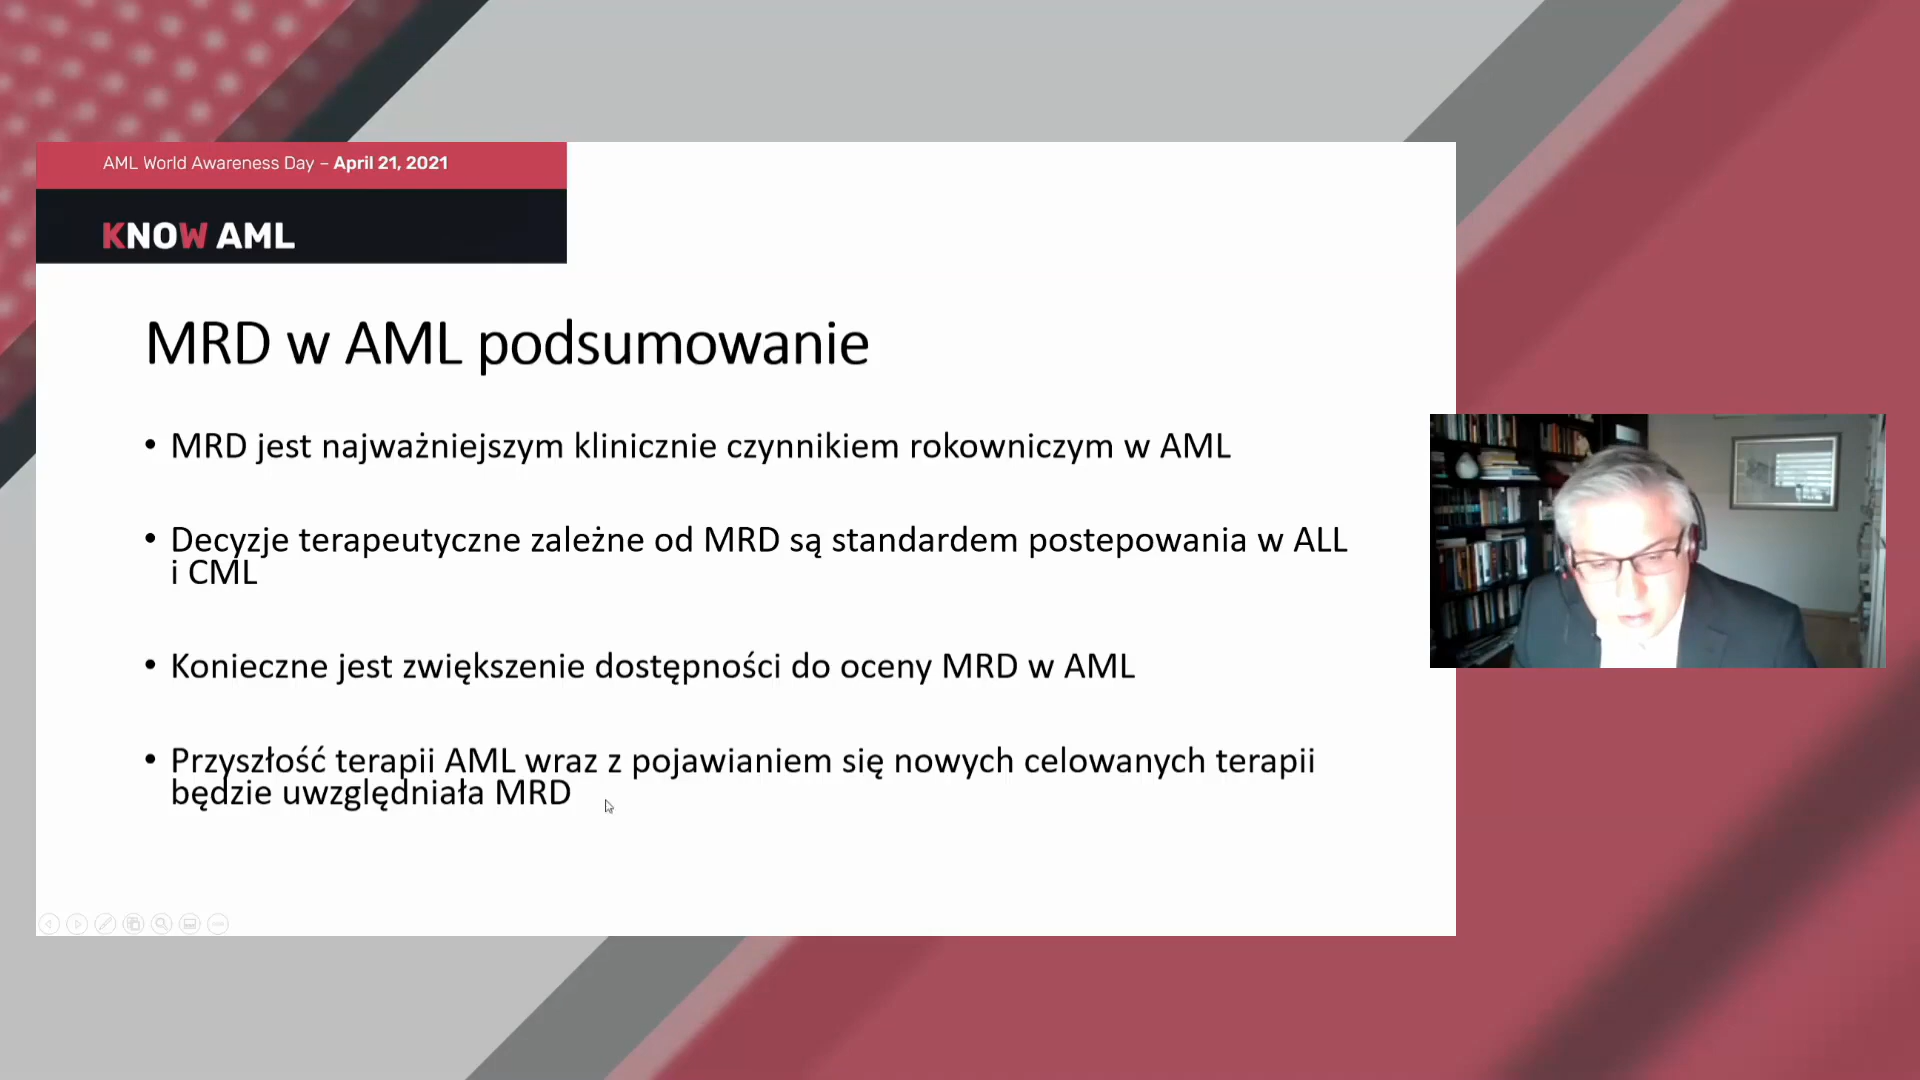 AML World Awareness Day – April 21, 2021
KNOW AML
MRD w AML podsumowanie
• MRD jest najważniejszym klinicznie czynnikiem rokowniczym w AML
• Decyzje terapeutyczne zależne od MRD są standardem postepowania w ALL
i CML
• Konieczne jest zwiększenie dostępności do oceny MRD w AML
• Przyszłość terapii AML wraz z pojawianiem się nowych celowanych terapii
będzie uwzględniała MRD